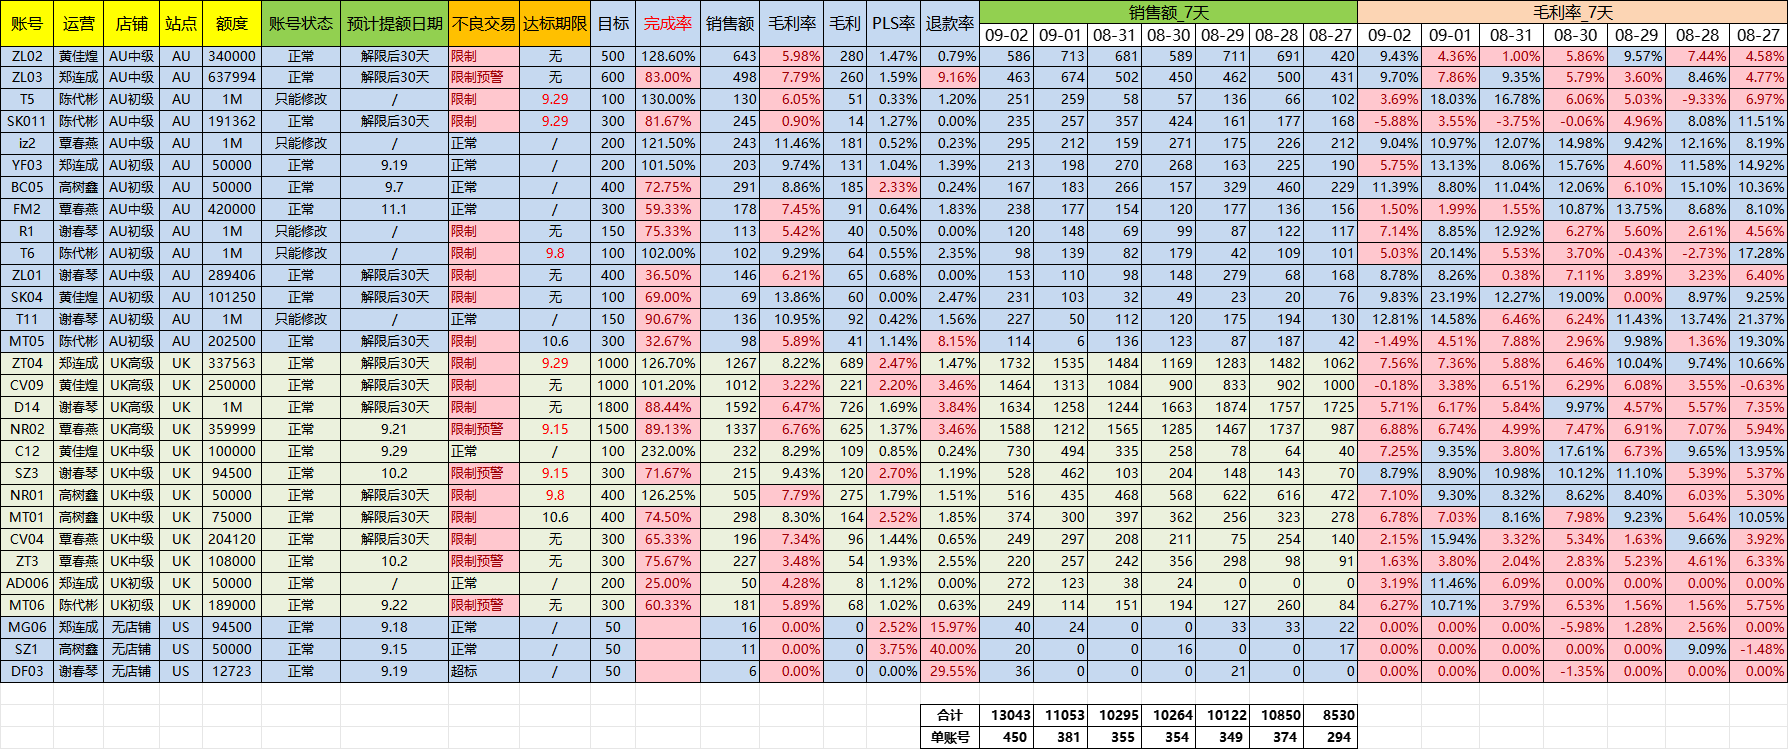 账号 运营 店铺 站点 额度 账号状态 预计提额日期 不良交易 达标期限 目标 完成率 销售额 毛利率 毛利 PLS率 退款率 销售额_7天 毛利率_7天
09-02 09-01 08-31 08-30 08-29 08-28 08-27 09-02 09-01 08-31 08-30 08-29 08-28 08-27
ZL02 黄佳煌 AU中级 AU 340000 正常 解限后30天 限制 无 500 128.60% 643 5.98% 280 1.47% 0.79% 586 713 681 589 711 691 420 9.43% 4.36% 1.00% 5.86% 9.57% 7.44% 4.58%
ZL03 郑连成 AU中级 AU 637994 正常 解限后30天 限制预警 无 600 83.00% 498 7.79% 260 1.59% 9.16% 463 674 502 450 462 500 431 9.70% 7.86% 9.35% 5.79% 3.60% 8.46% 4.77%
T5 陈代彬 AU初级 AU 1M 只能修改 / 限制 9.29 100 130.00% 130 6.05% 51 0.33% 1.20% 251 259 58 57 136 66 102 3.69% 18.03% 16.78% 6.06% 5.03% -9.33% 6.97%
SK011 陈代彬 AU中级 AU 191362 正常 解限后30天 限制 9.29 300 81.67% 245 0.90% 14 1.27% 0.00% 235 257 357 424 161 177 168 -5.88% 3.55% -3.75% -0.06% 4.96% 8.08% 11.51%
iz2 覃春燕 AU中级 AU 1M 只能修改 / 正常 / 200 121.50% 243 11.46% 181 0.52% 0.23% 295 212 159 271 175 226 212 9.04% 10.97% 12.07% 14.98% 9.42% 12.16% 8.19%
YF03 郑连成 AU初级 AU 50000 正常 9.19 正常 / 200 101.50% 203 9.74% 131 1.04% 1.39% 213 198 270 268 163 225 190 5.75% 13.13% 8.06% 15.76% 4.60% 11.58% 14.92%
BC05 高树鑫 AU初级 AU 50000 正常 9.7 正常 / 400 72.75% 291 8.86% 185 2.33% 0.24% 167 183 266 157 329 460 229 11.39% 8.80% 11.04% 12.06% 6.10% 15.10% 10.36%
FM2 覃春燕 AU中级 AU 420000 正常 11.1 正常 / 300 59.33% 178 7.45% 91 0.64% 1.83% 238 177 154 120 177 136 156 1.50% 1.99% 1.55% 10.87% 13.75% 8.68% 8.10%
R1 谢春琴 AU初级 AU 1M 只能修改 / 限制 无 150 75.33% 113 5.42% 40 0.50% 0.00% 120 148 69 99 87 122 117 7.14% 8.85% 12.92% 6.27% 5.60% 2.61% 4.56%
T6 陈代彬 AU初级 AU 1M 只能修改 / 限制 9.8 100 102.00% 102 9.29% 64 0.55% 2.35% 98 139 82 179 42 109 101 5.03% 20.14% 5.53% 3.70% -0.43% -2.73% 17.28%
ZL01 谢春琴 AU中级 AU 289406 正常 解限后30天 限制 无 400 36.50% 146 6.21% 65 0.68% 0.00% 153 110 98 148 279 68 168 8.78% 8.26% 0.38% 7.11% 3.89% 3.23% 6.40%
SK04 黄佳煌 AU初级 AU 101250 正常 解限后30天 限制 无 100 69.00% 69 13.86% 60 0.00% 2.47% 231 103 32 49 23 20 76 9.83% 23.19% 12.27% 19.00% 0.00% 8.97% 9.25%
T11 谢春琴 AU初级 AU 1M 只能修改 / 正常 / 150 90.67% 136 10.95% 92 0.42% 1.56% 227 50 112 120 175 194 130 12.81% 14.58% 6.46% 6.24% 11.43% 13.74% 21.37%
MT05 陈代彬 AU初级 AU 202500 正常 解限后30天 限制 10.6 300 32.67% 98 5.89% 41 1.14% 8.15% 114 6 136 123 87 187 42 -1.49% 4.51% 7.88% 2.96% 9.98% 1.36% 19.30%
ZT04 郑连成 UK高级 UK 337563 正常 解限后30天 限制 9.29 1000 126.70% 1267 8.22% 689 2.47% 1.47% 1732 1535 1484 1169 1283 1482 1062 7.56% 7.36% 5.88% 6.46% 10.04% 9.74% 10.66%
CV09 黄佳煌 UK高级 UK 250000 正常 解限后30天 限制 无 1000 101.20% 1012 3.22% 221 2.20% 3.46% 1464 1313 1084 900 833 902 1000 -0.18% 3.38% 6.51% 6.29% 6.08% 3.55% -0.63%
D14 谢春琴 UK高级 UK 1M 正常 解限后30天 限制 无 1800 88.44% 1592 6.47% 726 1.69% 3.84% 1634 1258 1244 1663 1874 1757 1725 5.71% 6.17% 5.84% 9.97% 4.57% 5.57% 7.35%
NR02 覃春燕 UK高级 UK 359999 正常 9.21 限制预警 9.15 1500 89.13% 1337 6.76% 625 1.37% 3.46% 1588 1212 1565 1285 1467 1737 987 6.88% 6.74% 4.99% 7.47% 6.91% 7.07% 5.94%
C12 黄佳煌 UK中级 UK 100000 正常 9.29 正常 / 100 232.00% 232 8.29% 109 0.85% 0.24% 730 494 335 258 78 64 40 7.25% 9.35% 3.80% 17.61% 6.73% 9.65% 13.95%
SZ3 谢春琴 UK中级 UK 94500 正常 10.2 限制预警 9.15 300 71.67% 215 9.43% 120 2.70% 1.19% 528 462 103 204 148 143 70 8.79% 8.90% 10.98% 10.12% 11.10% 5.39% 5.37%
NR01 高树鑫 UK中级 UK 50000 正常 解限后30天 限制 9.8 400 126.25% 505 7.79% 275 1.79% 1.51% 516 435 468 568 622 616 472 7.10% 9.30% 8.32% 8.62% 8.40% 6.03% 5.30%
MT01 高树鑫 UK中级 UK 75000 正常 解限后30天 限制 10.6 400 74.50% 298 8.30% 164 2.52% 1.85% 374 300 397 362 256 323 278 6.78% 7.03% 8.16% 7.98% 9.23% 5.64% 10.05%
CV04 覃春燕 UK中级 UK 204120 正常 解限后30天 限制 无 300 65.33% 196 7.34% 96 1.44% 0.65% 249 297 208 211 75 254 140 2.15% 15.94% 3.32% 5.34% 1.63% 9.66% 3.92%
ZT3 覃春燕 UK中级 UK 108000 正常 10.2 限制预警 无 300 75.67% 227 3.48% 54 1.93% 2.55% 220 257 242 356 298 98 91 1.63% 3.80% 2.04% 2.83% 5.23% 4.61% 6.33%
AD006 郑连成 UK初级 UK 50000 正常 / 正常 / 200 25.00% 50 4.28% 8 1.12% 0.00% 272 123 38 24 0 0 0 3.19% 11.46% 6.09% 0.00% 0.00% 0.00% 0.00%
MT06 陈代彬 UK初级 UK 189000 正常 9.22 限制预警 无 300 60.33% 181 5.89% 68 1.02% 0.63% 249 114 151 194 127 260 84 6.27% 10.71% 3.79% 6.53% 1.56% 1.56% 5.75%
MG06 郑连成 无店铺 US 94500 正常 9.18 正常 / 50 16 0.00% 0 2.52% 15.97% 40 24 0 0 33 33 22 0.00% 0.00% 0.00% -5.98% 1.28% 2.56% 0.00%
SZ1 高树鑫 无店铺 US 50000 正常 9.15 正常 / 50 11 0.00% 0 3.75% 40.00% 20 0 0 16 0 0 17 0.00% 0.00% 0.00% 0.00% 0.00% 9.09% -1.48%
DF03 谢春琴 无店铺 US 12723 正常 9.19 超标 / 50 6 0.00% 0 0.00% 29.55% 36 0 0 0 21 0 0 0.00% 0.00% 0.00% -1.35% 0.00% 0.00% 0.00%
合计 13043 11053 10295 10264 10122 10850 8530
单账号 450 381 355 354 349 374 294